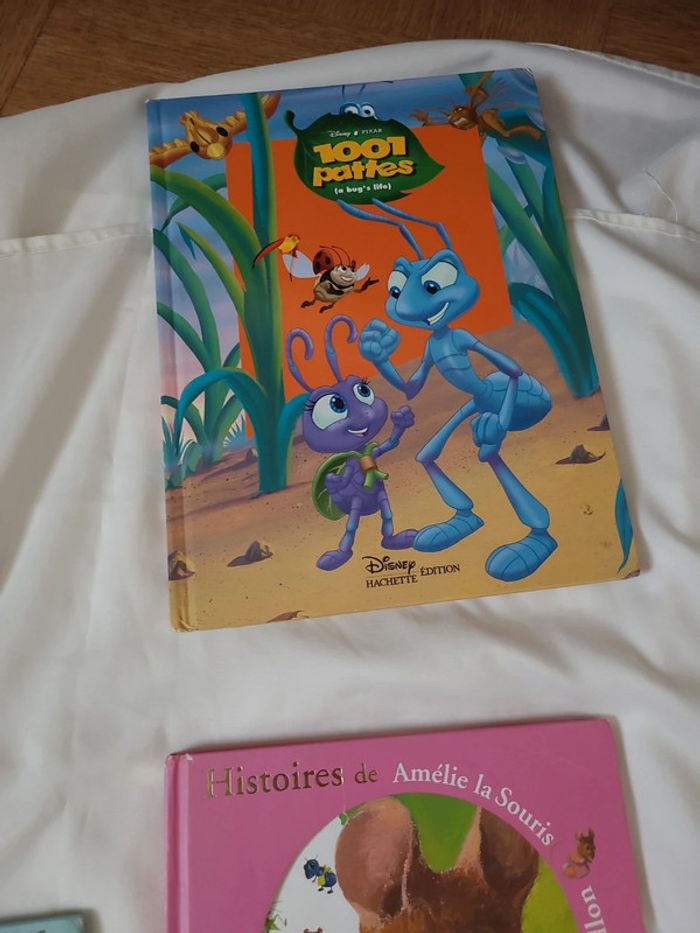 Disney PIXAR
1001
pattes
(a bug's life)
Disney
HACHETTE ÉDITION
Histoires de Amélie la Souris